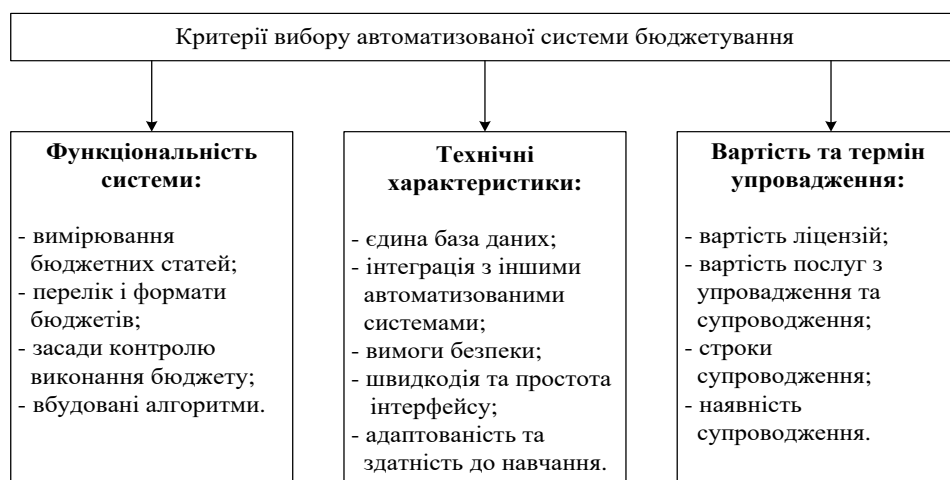 Критерії вибору автоматизованої системи бюджетування
Функціональність
системи:
- вимірювання
бюджетних статей;
- перелік і формати
бюджетів;
- засади контролю
виконання бюджету;
- вбудовані алгоритми.
Технічні
характеристики:
- єдина база даних;
- інтеграція з іншими
автоматизованими
системами;
- вимоги безпеки;
- швидкодія та простота
інтерфейсу;
- адаптованість та
здатність до навчання.
Вартість та термін
упровадження:
- вартість ліцензій;
- вартість послуг з
упровадження та
супроводження;
- строки
супроводження;
- наявність
супроводження.